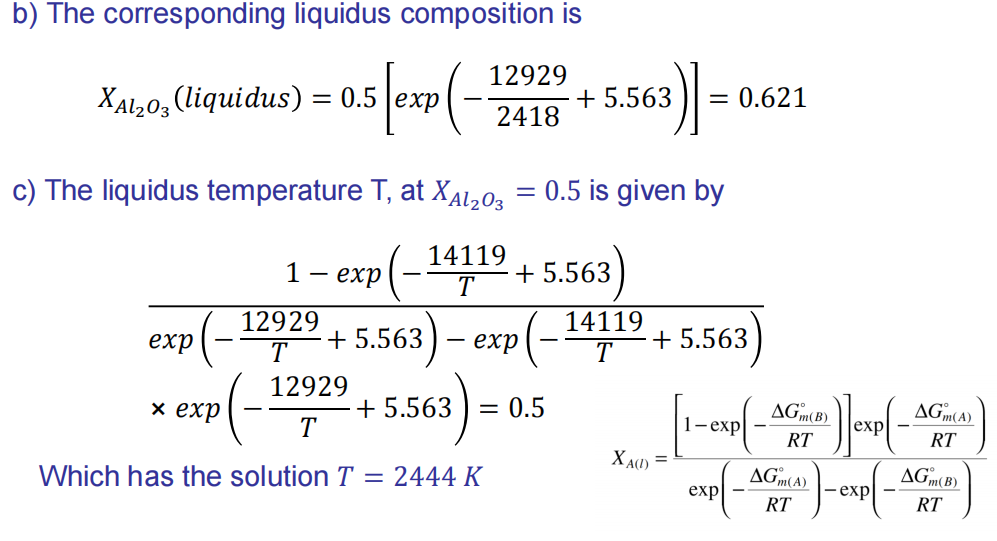 b) The corresponding liquidus composition is
X_{Al₂O₃}(liquidus) = 0.5 [exp(−12929/2418 + 5.563)] = 0.621
c) The liquidus temperature T, at X_{Al₂O₃} = 0.5 is given by
1 − exp(−14119/T + 5.563)
exp(−12929/T + 5.563) − exp(−14119/T + 5.563)
× exp(−12929/T + 5.563) = 0.5
Which has the solution T = 2444 K
X_{A(l)} = [1−exp(−ΔG°_{m(B)}/RT)]exp(−ΔG°_{m(A)}/RT)
exp(−ΔG°_{m(A)}/RT)−exp(−ΔG°_{m(B)}/RT)